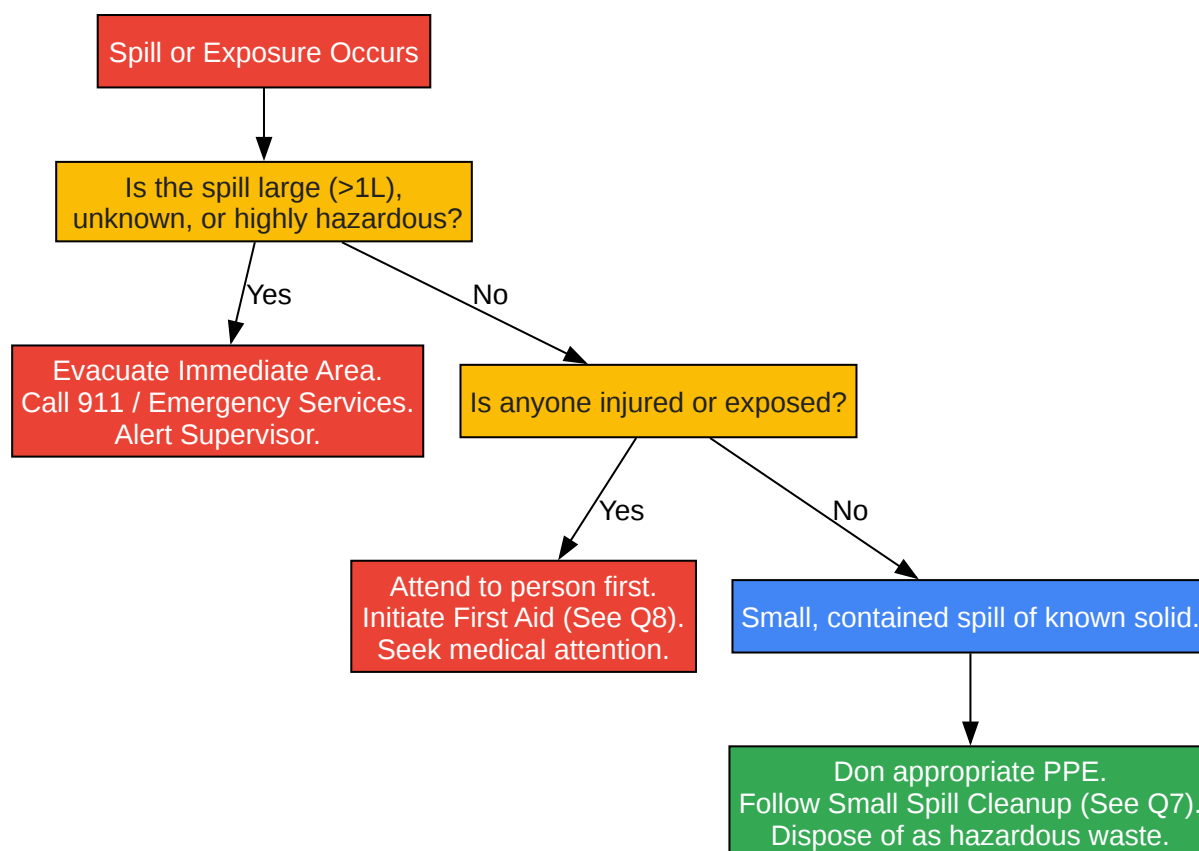 Spill or Exposure Occurs
Is the spill large (>1L),
unknown, or highly hazardous?
Yes
No
Evacuate Immediate Area.
Call 911 / Emergency Services.
Alert Supervisor.
Is anyone injured or exposed?
Yes
No
Attend to person first.
Initiate First Aid (See Q8).
Seek medical attention.
Small, contained spill of known solid.
Don appropriate PPE.
Follow Small Spill Cleanup (See Q7).
Dispose of as hazardous waste.